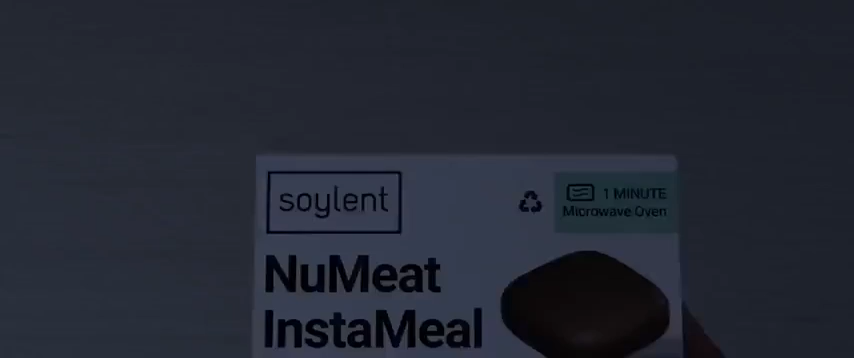 soylent
1 MINUTE
Microwave Oven
NuMeat
InstaMeal